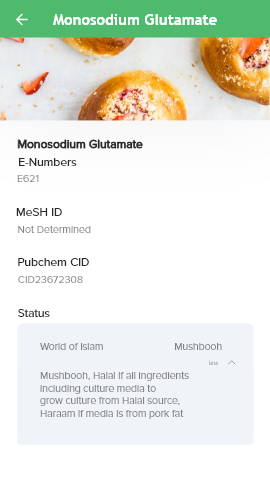 Monosodium Glutamate
Monosodium Glutamate
E-Numbers
E621
MeSH ID
Not Determined
Pubchem CID
CID23672308
Status
World of Islam Mushbooh
less
Mushbooh, Halal if all ingredients
including culture media to
grow culture from Halal source,
Haraam if media is from pork fat